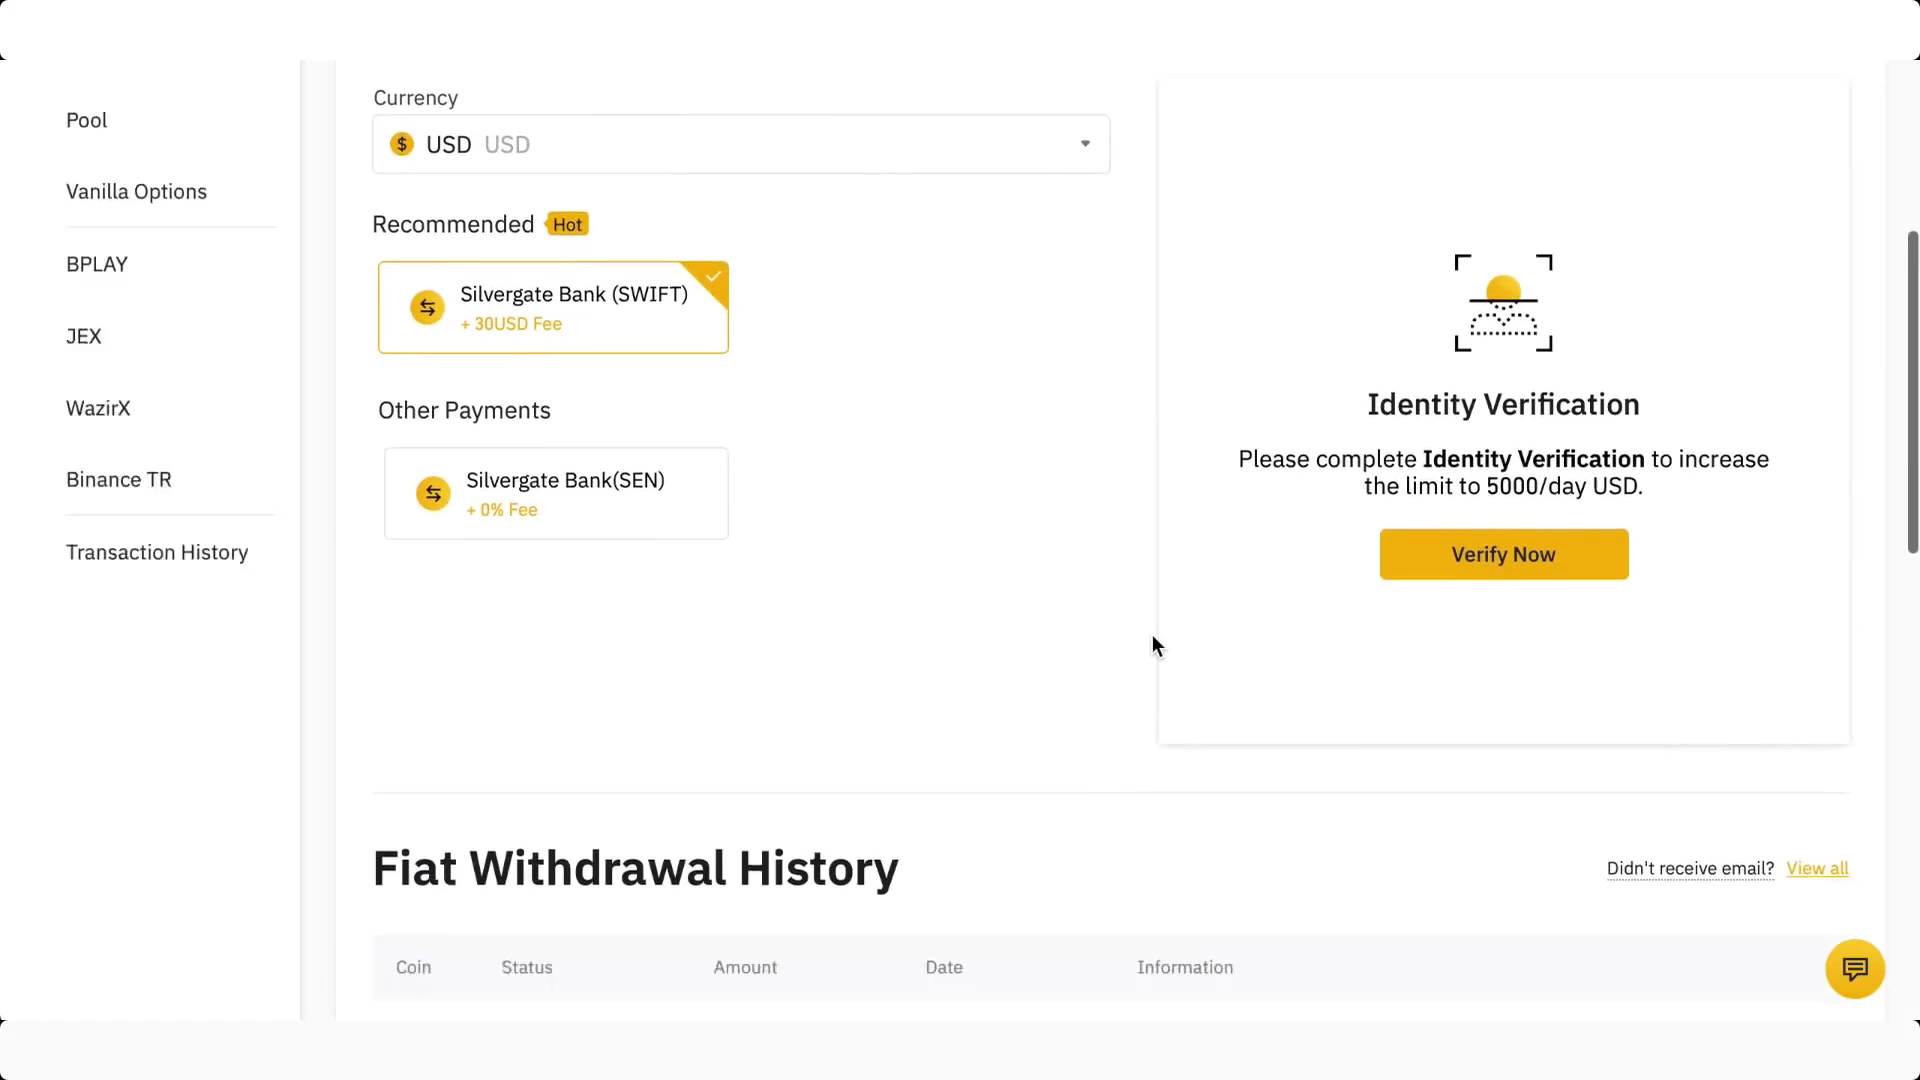 Pool
Vanilla Options
BPLAY
JEX
WazirX
Binance TR
Transaction History
Currency
$ USD USD
Recommended Hot
Silvergate Bank (SWIFT)
+ 30USD Fee
Other Payments
Silvergate Bank(SEN)
+ 0% Fee
Identity Verification
Please complete Identity Verification to increase
the limit to 5000/day USD.
Verify Now
Fiat Withdrawal History
Didn't receive email? View all
Coin Status Amount Date Information